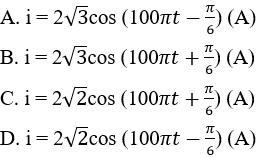 A. i = 2√3cos (100πt − π/6) (A)
B. i = 2√3cos (100πt + π/6) (A)
C. i = 2√2cos (100πt + π/6) (A)
D. i = 2√2cos (100πt − π/6) (A)